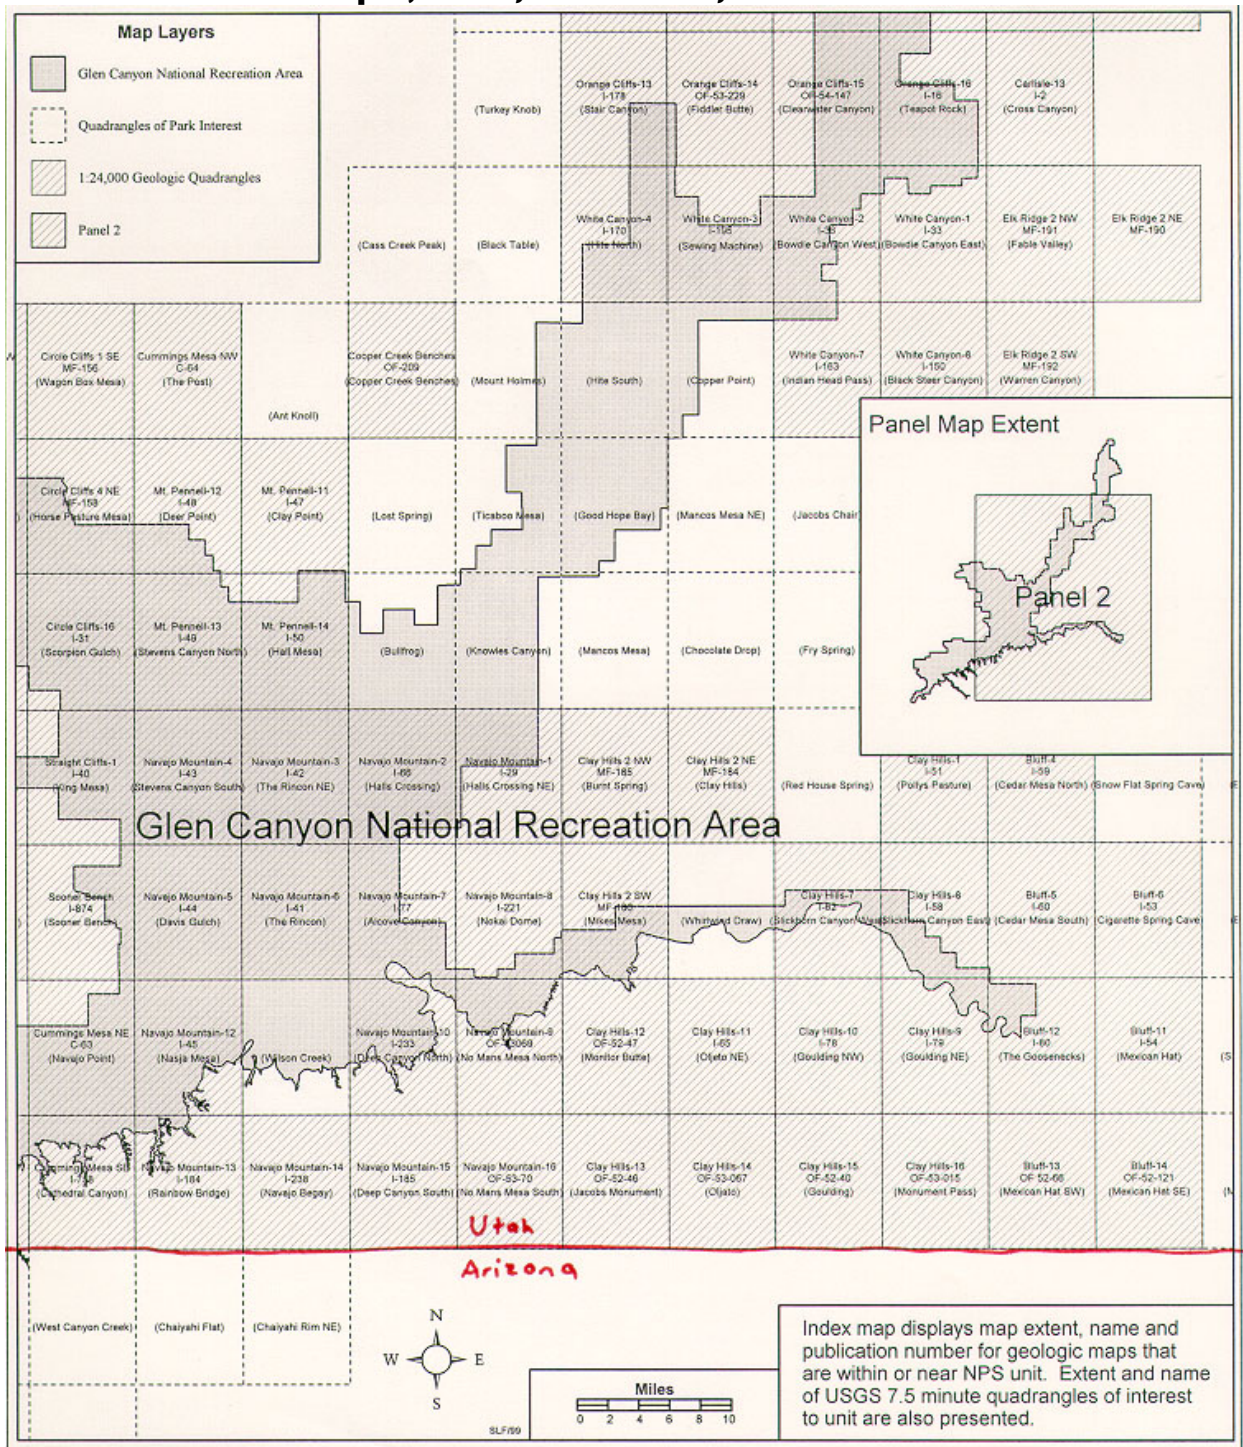 Map Layers
Glen Canyon National Recreation Area
Quadrangles of Park Interest
1:24,000 Geologic Quadrangles
Panel 2
(Turkey Knob)
Orange Cliffs-13
I-178
(Stair Canyon)
Orange Cliffs-14
OF-53-229
(Fiddler Butte)
Orange Cliffs-15
OF-54-147
(Clearwater Canyon)
Orange Cliffs-16
I-16
(Teapot Rock)
Carlisle-13
I-2
(Cross Canyon)
(Cass Creek Peak)
(Black Table)
White Canyon-4
I-170
(Hite North)
White Canyon-3
(Sewing Machine)
White Canyon-2
(Bowdie Canyon West)
White Canyon-1
I-33
(Bowdie Canyon East)
Elk Ridge 2 NW
MF-191
(Fable Valley)
Elk Ridge 2 NE
MF-190
Circle Cliffs 1 SE
MF-156
(Wagon Box Mesa)
Cummings Mesa NW
C-64
(The Post)
(Ant Knoll)
Copper Creek Benches
OF-209
(Copper Creek Benches)
(Mount Holmes)
(Hite South)
(Copper Point)
White Canyon-7
I-163
(Indian Head Pass)
White Canyon-8
I-150
(Black Steer Canyon)
Elk Ridge 2 SW
MF-192
(Warren Canyon)
Panel Map Extent
Panel 2
Circle Cliffs 4 NE
MF-158
(Horse Pasture Mesa)
Mt. Pennell-12
I-48
(Deer Point)
Mt. Pennell-11
I-47
(Clay Point)
(Lost Spring)
(Ticaboo Mesa)
(Good Hope Bay)
(Mancos Mesa NE)
(Jacobs Chair
Circle Cliffs-16
I-31
(Scorpion Gulch)
Mt. Pennell-13
I-49
(Stevens Canyon North)
Mt. Pennell-14
I-50
(Hall Mesa)
(Bullfrog)
(Knowles Canyon)
(Mancos Mesa)
(Chocolate Drop)
(Fry Spring)
Straight Cliffs-1
I-40
(King Mesa)
Navajo Mountain-4
I-43
(Stevens Canyon South)
Navajo Mountain-3
I-42
(The Rincon NE)
Navajo Mountain-2
I-66
(Halls Crossing)
Navajo Mountain-1
I-29
(Halls Crossing NE)
Clay Hills 2 NW
MF-185
(Burnt Spring)
Clay Hills 2 NE
MF-184
(Clay Hills)
(Red House Spring)
Clay Hills-1
I-51
(Pollys Pasture)
Bluff-4
I-59
(Cedar Mesa North)
(Snow Flat Spring Cave)
Glen Canyon National Recreation Area
Sooner Bench
I-874
(Sooner Bench)
Navajo Mountain-5
I-44
(Davis Gulch)
Navajo Mountain-6
I-41
(The Rincon)
Navajo Mountain-7
I-77
(Alcove Canyon)
Navajo Mountain-8
I-221
(Nokai Dome)
Clay Hills 2 SW
(Mikes Mesa)
(Whirlwind Draw)
Clay Hills-7
I-62
(Slickhorn Canyon West)
Clay Hills-8
I-58
(Slickhorn Canyon East)
Bluff-5
I-60
(Cedar Mesa South)
Bluff-6
I-53
(Cigarette Spring Cave)
Cummings Mesa NE
C-63
(Navajo Point)
Navajo Mountain-12
I-45
(Nasja Mesa)
(Wilson Creek)
Navajo Mountain-10
I-233
(Deep Canyon North)
Navajo Mountain-9
(No Mans Mesa North)
Clay Hills-12
OF-52-47
(Monitor Butte)
Clay Hills-11
I-65
(Oljeto NE)
Clay Hills-10
I-78
(Goulding NW)
Clay Hills-9
I-79
(Goulding NE)
Bluff-12
I-80
(The Goosenecks)
Bluff-11
I-54
(Mexican Hat)
Cummings Mesa SE
(Cathedral Canyon)
Navajo Mountain-13
I-184
(Rainbow Bridge)
Navajo Mountain-14
I-238
(Navajo Begay)
Navajo Mountain-15
I-185
(Deep Canyon South)
Navajo Mountain-16
OF-53-70
(No Mans Mesa South)
Clay Hills-13
OF-52-46
(Jacobs Monument)
Clay Hills-14
OF-53-067
(Oljato)
Clay Hills-15
OF-52-40
(Goulding)
Clay Hills-16
OF-53-015
(Monument Pass)
Bluff-13
OF 52-66
(Mexican Hat SW)
Bluff-14
OF-52-121
(Mexican Hat SE)
Utah
Arizona
(West Canyon Creek)
(Chaiyahi Flat)
(Chaiyahi Rim NE)
N
W
E
S
SLF/99
Miles
0 2 4 6 8 10
Index map displays map extent, name and
publication number for geologic maps that
are within or near NPS unit. Extent and name
of USGS 7.5 minute quadrangles of interest
to unit are also presented.